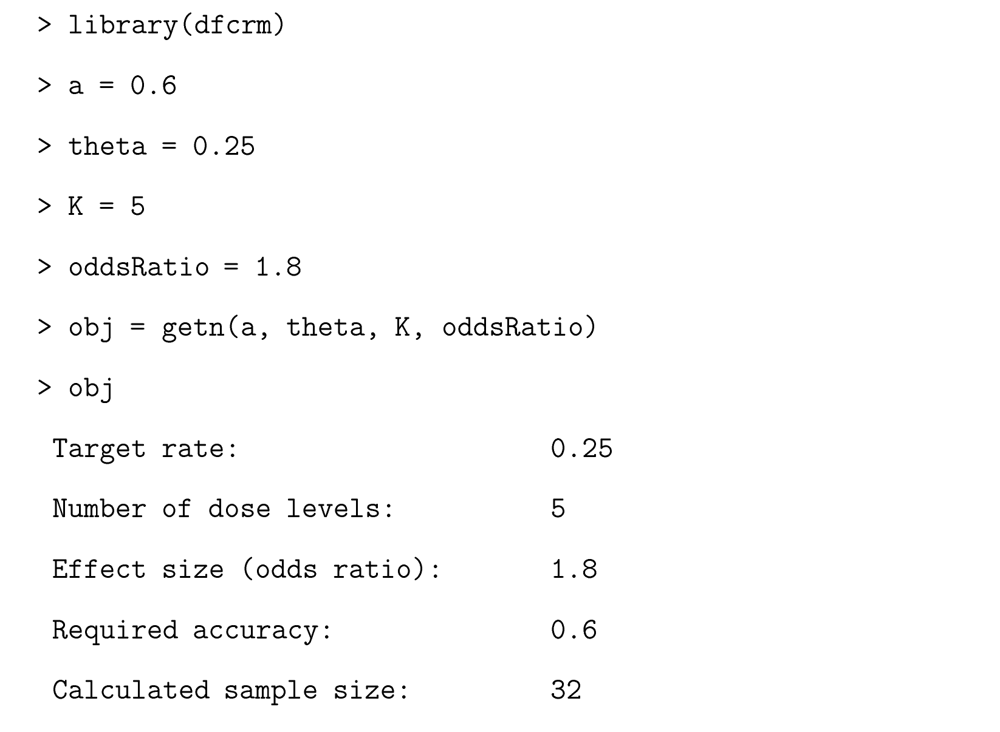 > library(dfcrm)
> a = 0.6
> theta = 0.25
> K = 5
> oddsRatio = 1.8
> obj = getn(a, theta, K, oddsRatio)
> obj
Target rate: 0.25
Number of dose levels: 5
Effect size (odds ratio): 1.8
Required accuracy: 0.6
Calculated sample size: 32